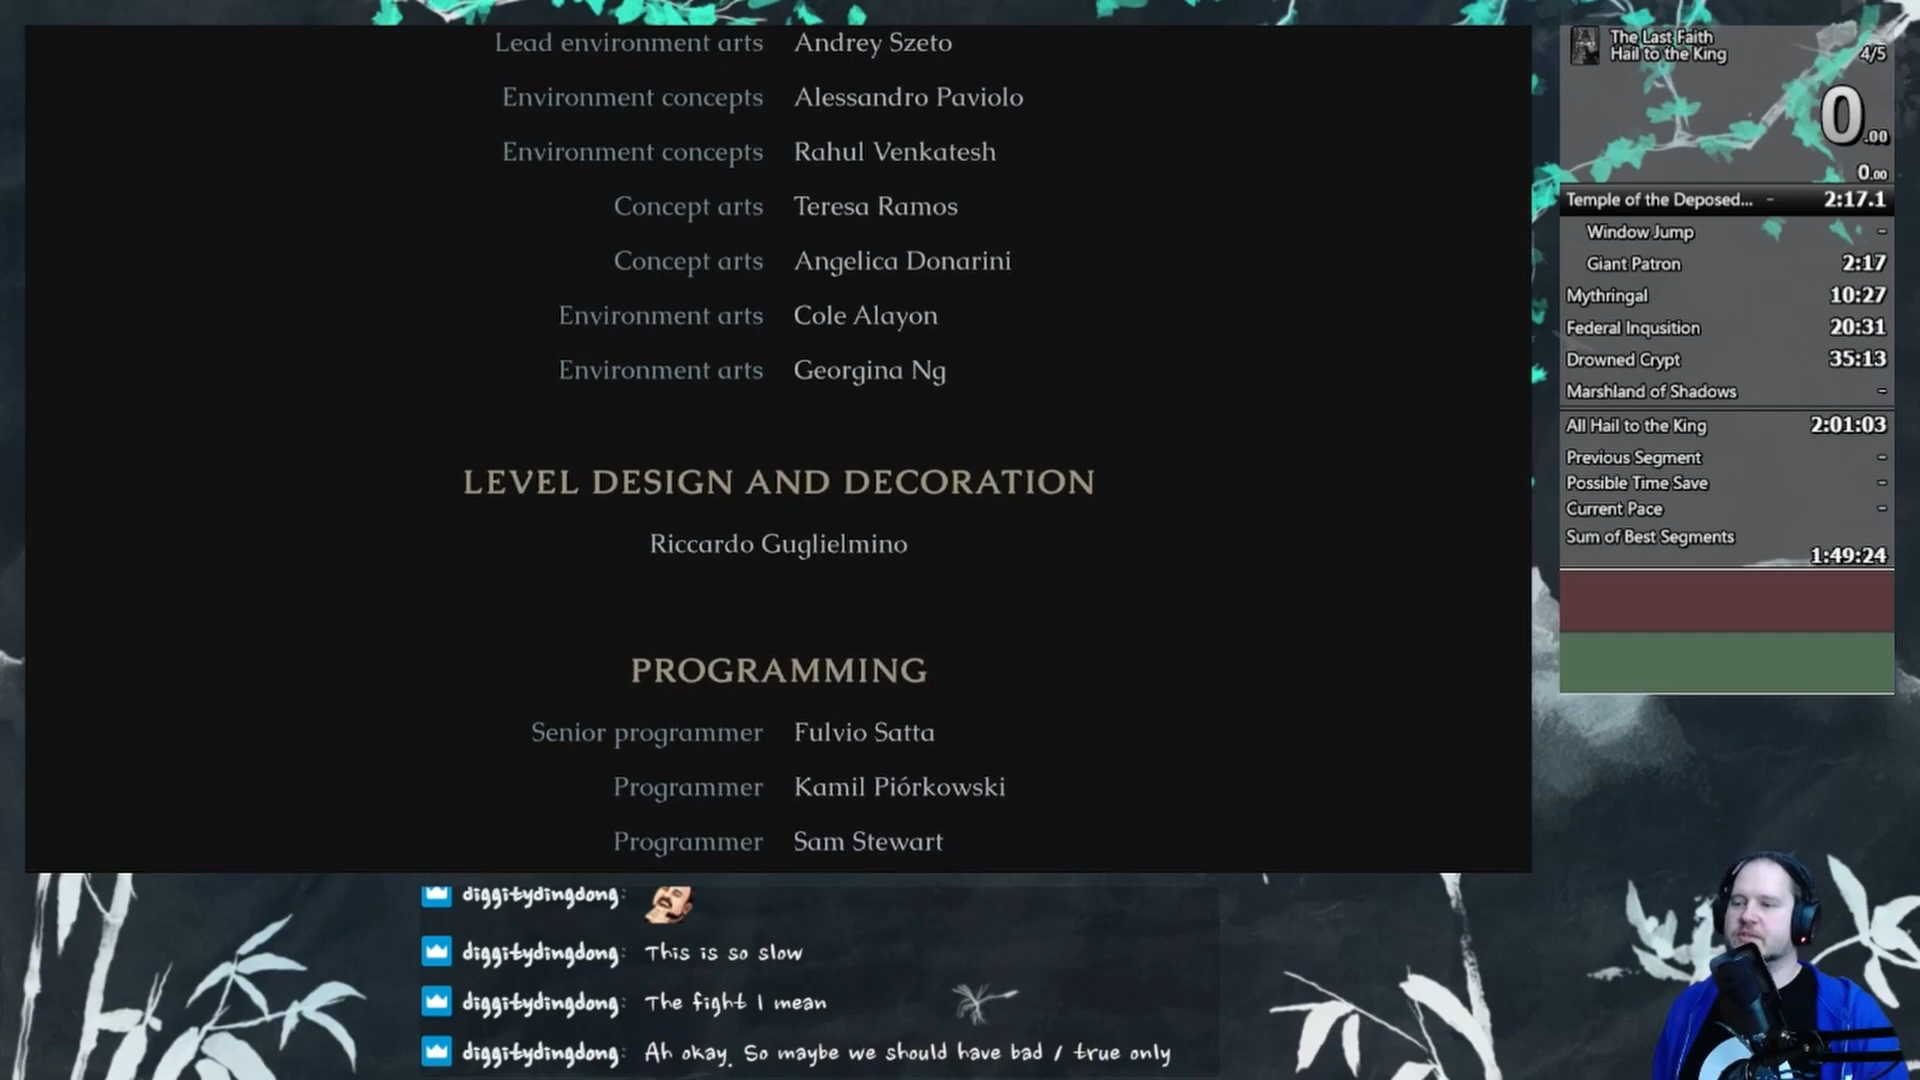 Lead environment arts Andrey Szeto
Environment concepts Alessandro Paviolo
Environment concepts Rahul Venkatesh
Concept arts Teresa Ramos
Concept arts Angelica Donarini
Environment arts Cole Alayon
Environment arts Georgina Ng
LEVEL DESIGN AND DECORATION
Riccardo Guglielmino
PROGRAMMING
Senior programmer Fulvio Satta
Programmer Kamil Piórkowski
Programmer Sam Stewart
The Last Faith
Hail to the King
4/5
0.00
0.00
Temple of the Deposed... - 2:17.1
Window Jump -
Giant Patron 2:17
Mythringal 10:27
Federal Inqusition 20:31
Drowned Crypt 35:13
Marshland of Shadows -
All Hail to the King 2:01:03
Previous Segment -
Possible Time Save -
Current Pace -
Sum of Best Segments
1:49:24
diggitydingdong:
diggitydingdong: This is so slow
diggitydingdong: The fight I mean
diggitydingdong: Ah okay. So maybe we should have bad / true only